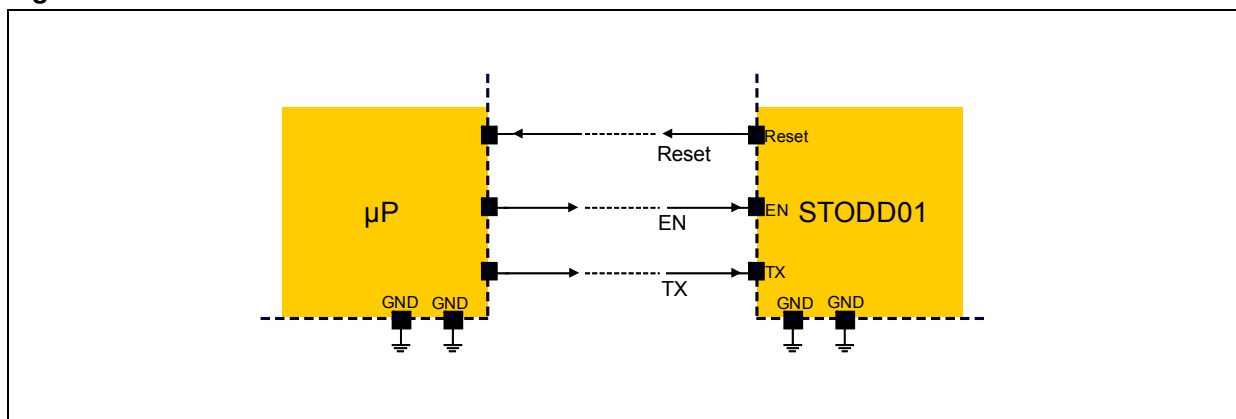 Reset
Reset
µP
EN
EN
STODD01
TX
TX
GND GND
GND GND